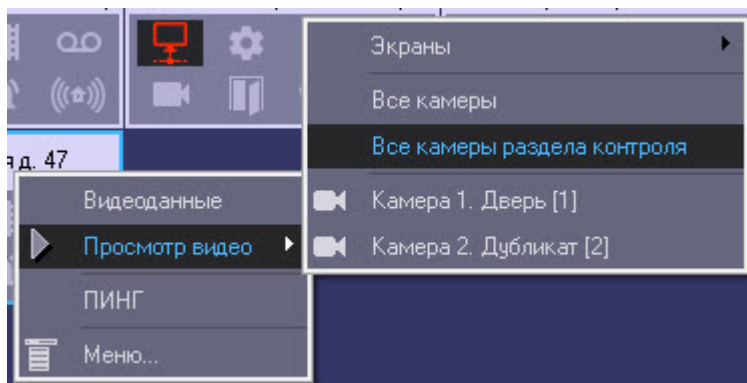 Экраны
Все камеры
Все камеры раздела контроля
Камера 1. Дверь [1]
Камера 2. Дубликат [2]
д. 47
Видеоданные
Просмотр видео
ПИНГ
Меню...